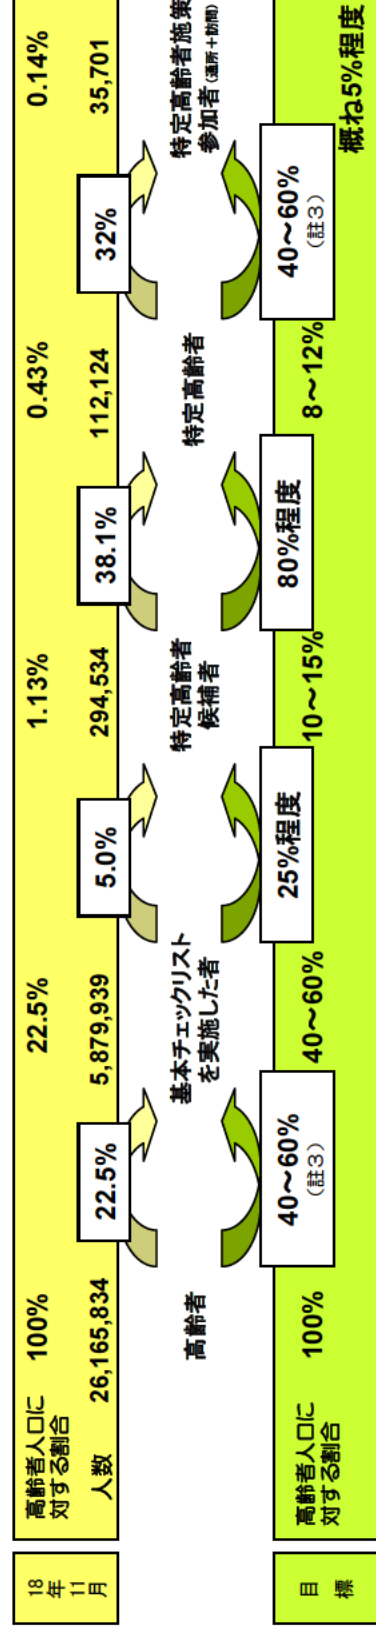 18年11月
高齢者人口に
対する割合
100%
22.5%
1.13%
0.43%
0.14%
人数
26,165,834
5,879,939
294,534
112,124
35,701
22.5%
5.0%
38.1%
32%
高齢者
基本チェックリスト
を実施した者
特定高齢者
候補者
特定高齢者
特定高齢者施策
参加者(通所+訪問)
40~60%
(註3)
25%程度
80%程度
40~60%
(註3)
目標
高齢者人口に
対する割合
100%
40~60%
10~15%
8~12%
概ね5%程度